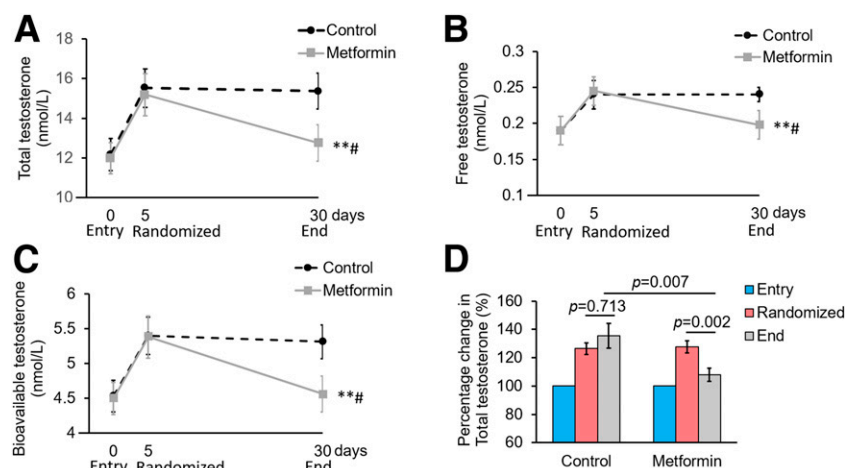 A
Control
Metformin
Total testosterone
(nmol/L)
18
16
14
12
10
0 5 30 days
Entry Randomized End
**#
B
Control
Metformin
Free testosterone
(nmol/L)
0.3
0.25
0.2
0.15
0.1
0 5 30 days
Entry Randomized End
**#
C
Control
Metformin
Bioavailable testosterone
(nmol/L)
6
5.5
5
4.5
4
0 5 30 days
Entry Randomized End
**#
D
p=0.007
p=0.713
p=0.002
Entry
Randomized
End
Percentage change in
Total testosterone (%)
160
140
120
100
80
60
Control Metformin